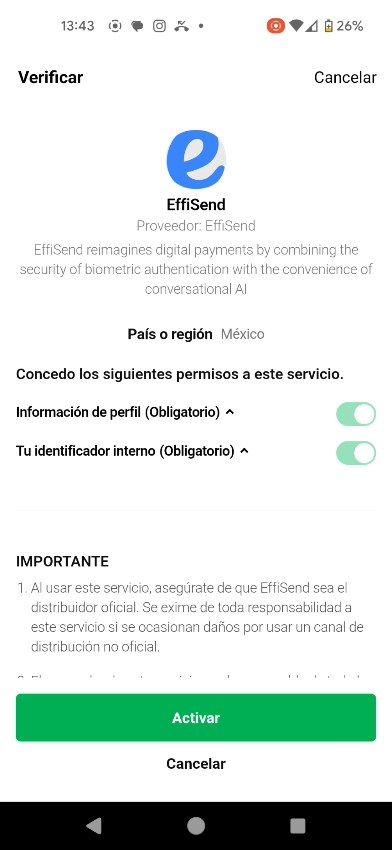 13:43
26%
Verificar
Cancelar
EffiSend
Proveedor: EffiSend
EffiSend reimagines digital payments by combining the
security of biometric authentication with the convenience of
conversational AI
País o región México
Concedo los siguientes permisos a este servicio.
Información de perfil (Obligatorio)
Tu identificador interno (Obligatorio)
IMPORTANTE
1. Al usar este servicio, asegúrate de que EffiSend sea el
distribuidor oficial. Se exime de toda responsabilidad a
este servicio si se ocasionan daños por usar un canal de
distribución no oficial.
Activar
Cancelar